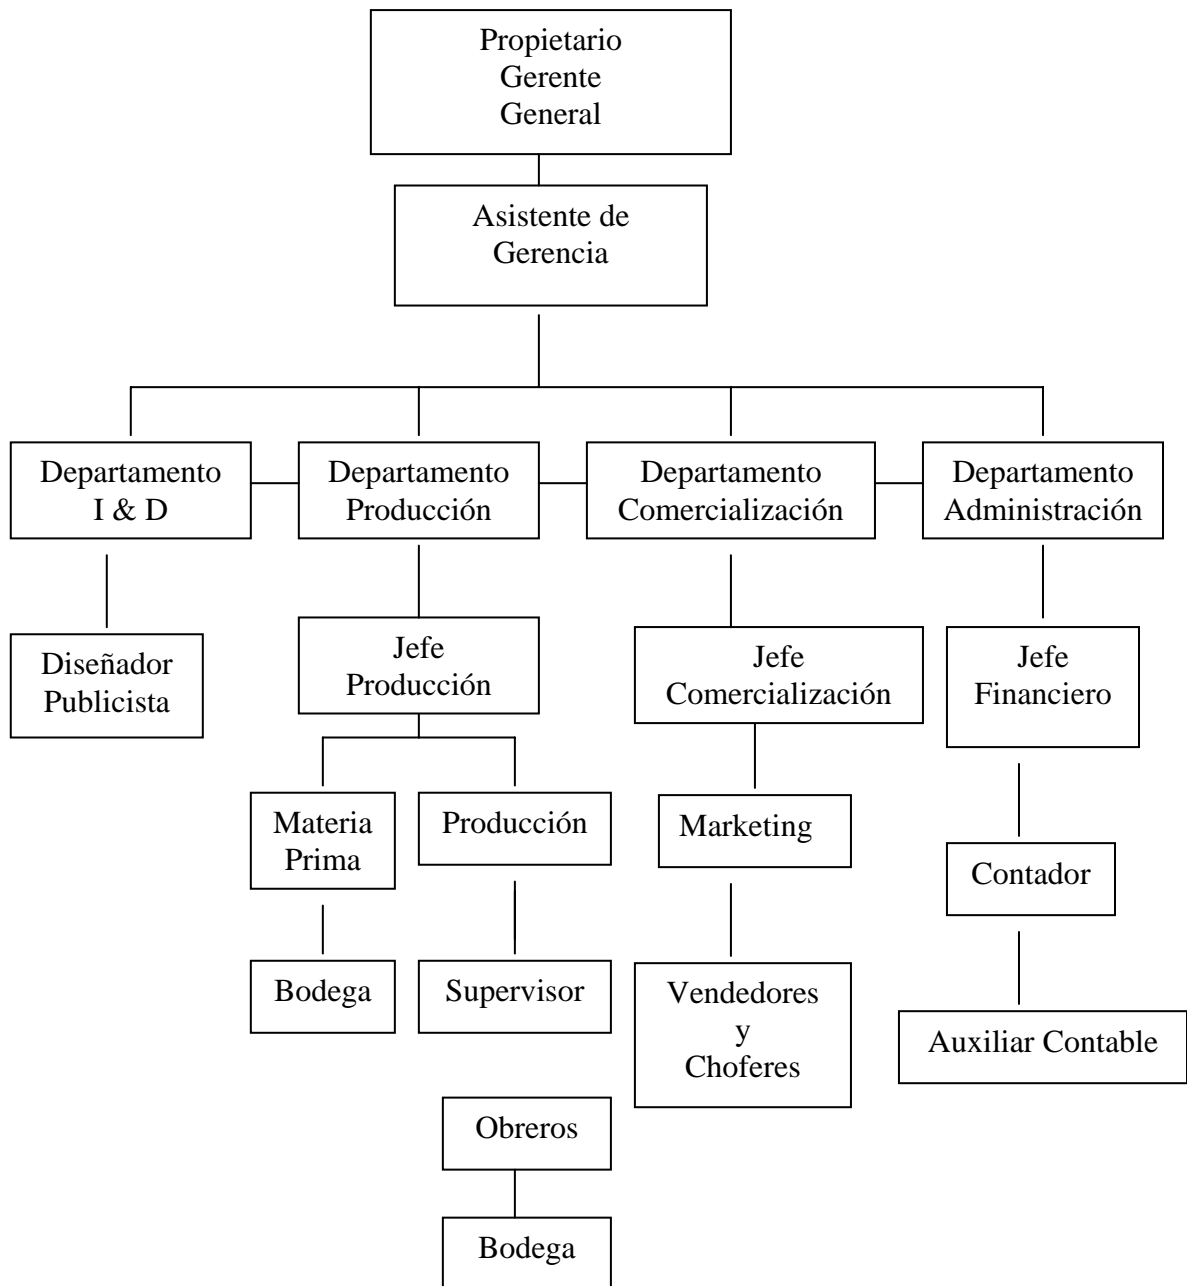 Propietario
Gerente
General
Asistente de
Gerencia
Departamento
I & D
Departamento
Producción
Departamento
Comercialización
Departamento
Administración
Diseñador
Publicista
Jefe
Producción
Jefe
Comercialización
Jefe
Financiero
Materia
Prima
Producción
Marketing
Contador
Bodega
Supervisor
Vendedores
y
Choferes
Auxiliar Contable
Obreros
Bodega